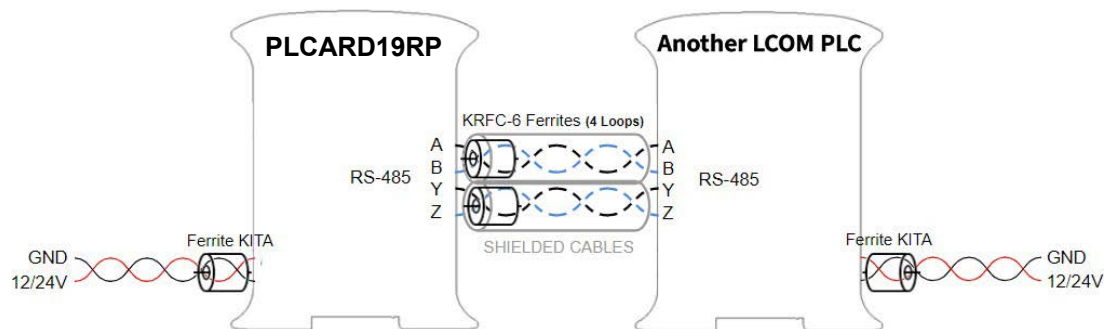 PLCARD19RP
Another LCOM PLC
KRFC-6 Ferrites (4 Loops)
A
B
Y
Z
RS-485
A
B
Y
Z
RS-485
SHIELDED CABLES
Ferrite KITA
GND
12/24V
Ferrite KITA
GND
12/24V